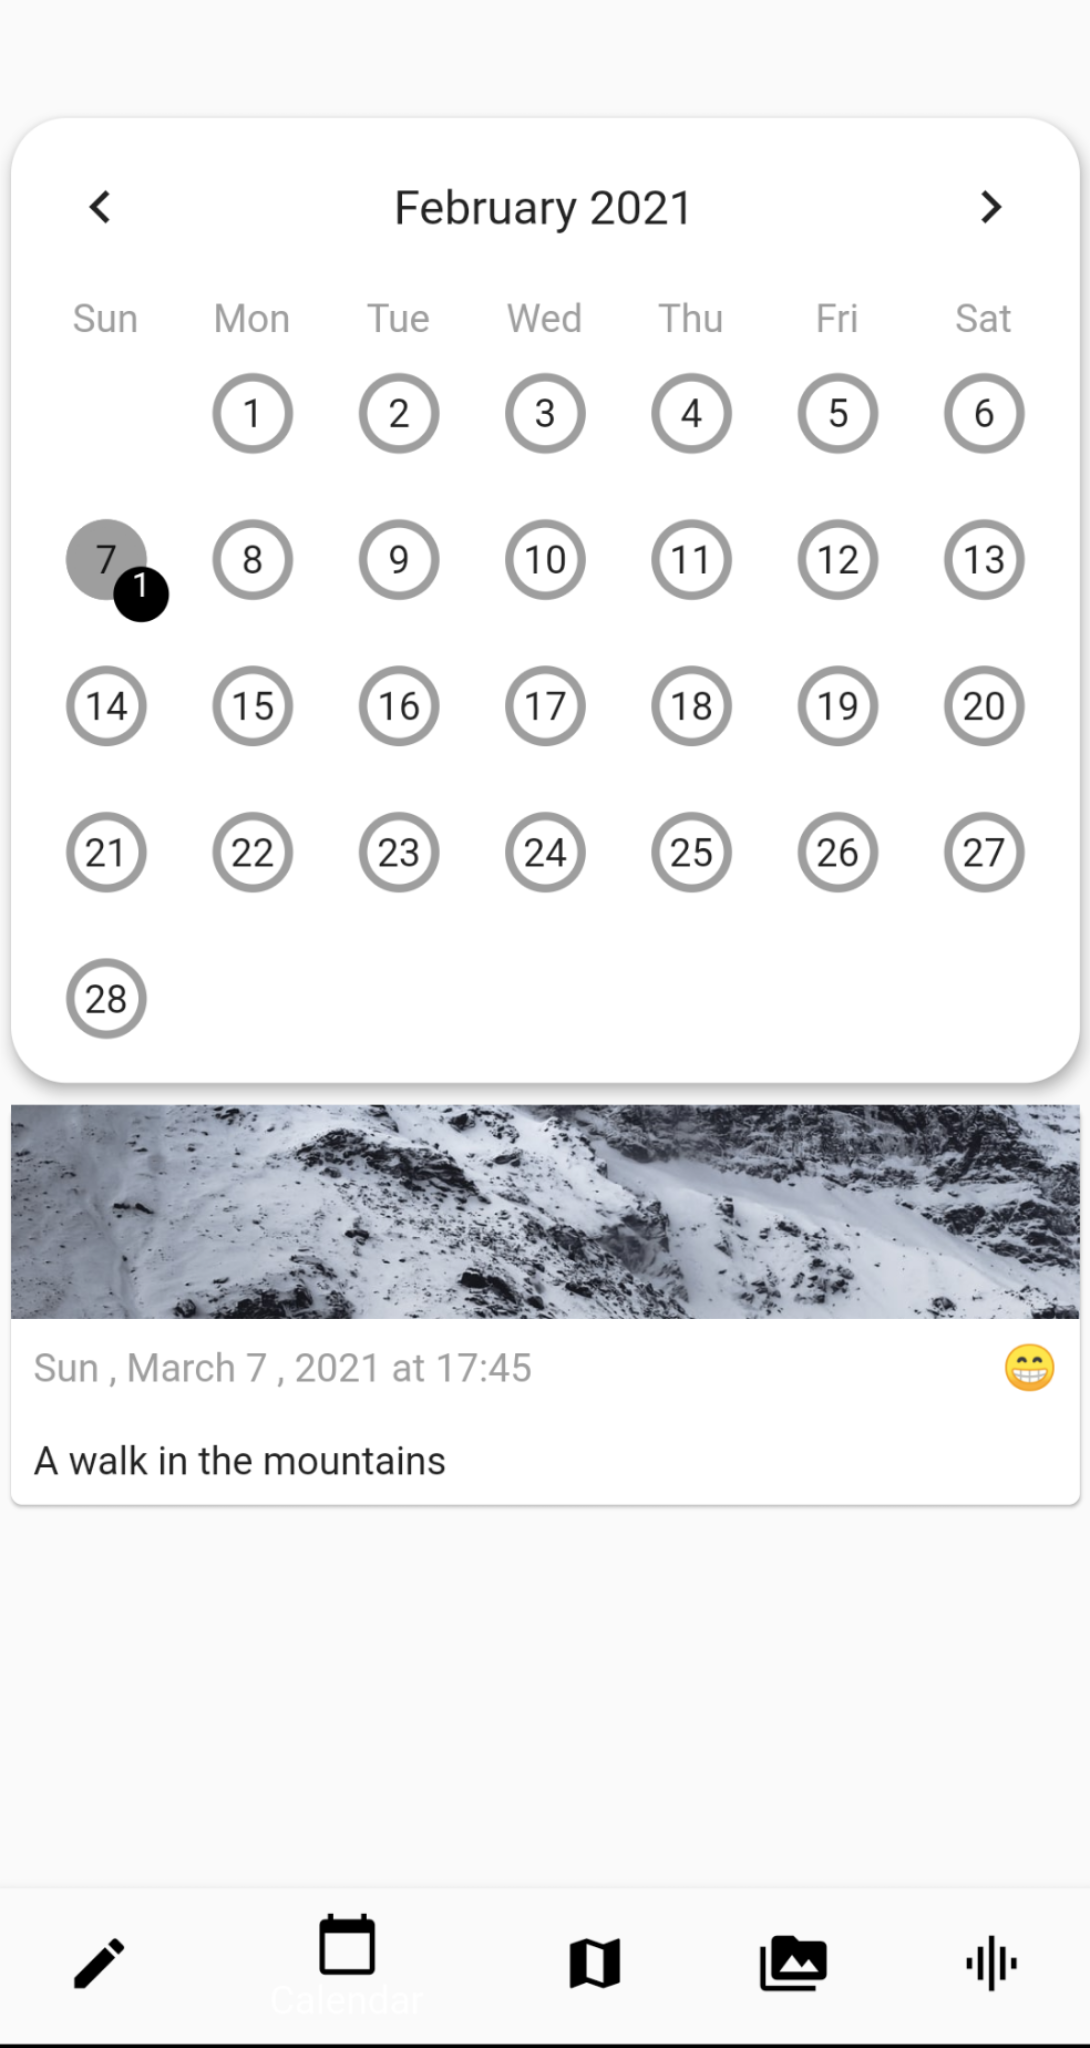 February 2021
Sun Mon Tue Wed Thu Fri Sat
1 2 3 4 5 6
7 1 8 9 10 11 12 13
14 15 16 17 18 19 20
21 22 23 24 25 26 27
28
Sun , March 7 , 2021 at 17:45
A walk in the mountains
Calendar